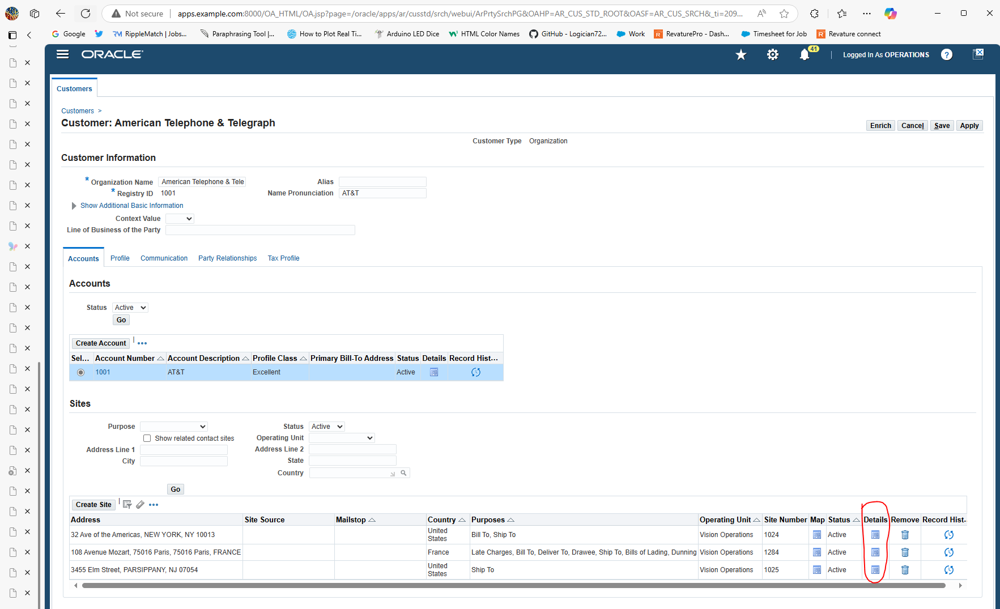 Not secure apps.example.com:8000/OA_HTML/OA.jsp?page=/oracle/apps/ar/cusstd/srch/webui/ArPrtySrchPG&OAHP=AR_CUS_STD_ROOT&OASF=AR_CUS_SRCH&_ti=209...
Google RippleMatch | Jobs... Paraphrasing Tool |... How to Plot Real Ti... Arduino LED Dice HTML Color Names GitHub - Logician72... Work RevaturePro - Dash... Timesheet for Job Revature connect
ORACLE 41 Logged In As OPERATIONS ?
Customers
Customers >
Customer: American Telephone & Telegraph
Enrich Cancel Save Apply
Customer Type Organization
Customer Information
* Organization Name American Telephone & Tele Alias
* Registry ID 1001 Name Pronunciation AT&T
Show Additional Basic Information
Context Value
Line of Business of the Party
Accounts Profile Communication Party Relationships Tax Profile
Accounts
Status Active
Go
Create Account
Sel... Account Number Account Description Profile Class Primary Bill-To Address Status Details Record Hist...
1001 AT&T Excellent Active
Sites
Purpose Status Active
Show related contact sites Operating Unit
Address Line 1 Address Line 2
City State
Country
Go
Create Site
Address Site Source Mailstop Country Purposes Operating Unit Site Number Map Status Details Remove Record Hist.
32 Ave of the Americas, NEW YORK, NY 10013 United States Bill To, Ship To Vision Operations 1024 Active
108 Avenue Mozart, 75016 Paris, 75016 Paris, FRANCE France Late Charges, Bill To, Deliver To, Drawee, Ship To, Bills of Lading, Dunning Vision Operations 1284 Active
3455 Elm Street, PARSIPPANY, NJ 07054 United States Ship To Vision Operations 1025 Active